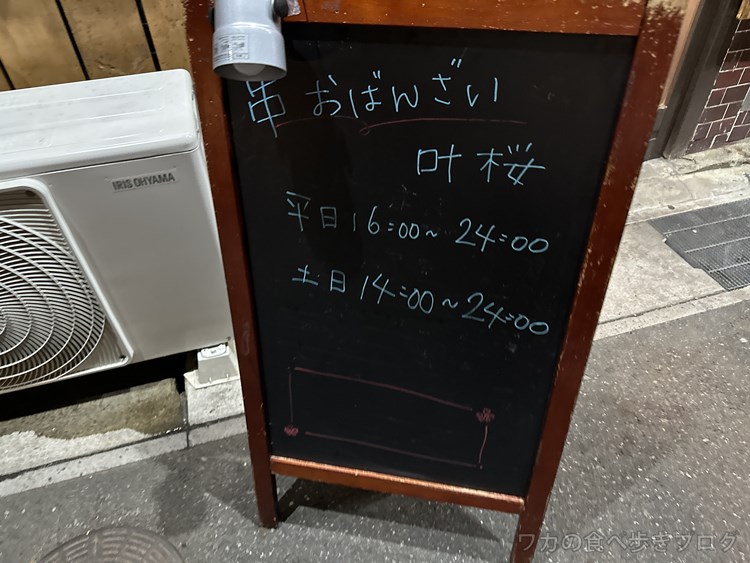 串 おばんざい
叶桜
平日 16:00~ 24:00
土日 14:00~24:00
IRIS OHYAMA
ワカの食べ歩きブログ